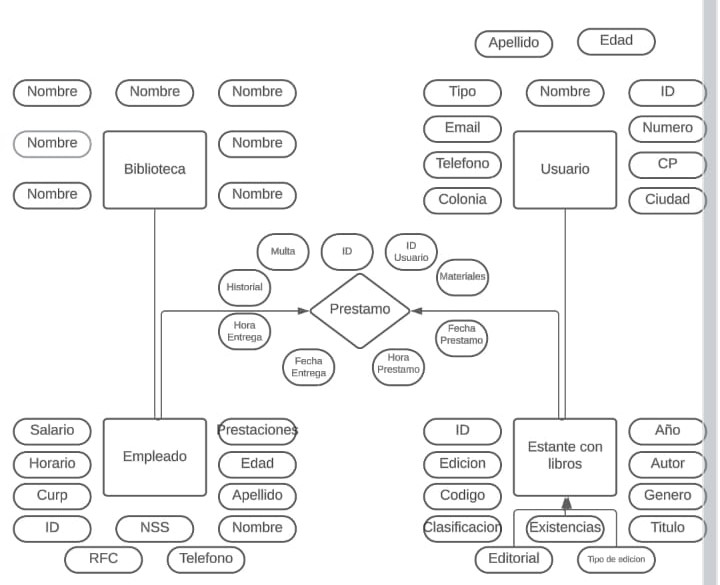 Apellido
Edad
Nombre
Nombre
Nombre
Tipo
Nombre
ID
Nombre
Biblioteca
Nombre
Email
Usuario
Numero
Telefono
CP
Nombre
Nombre
Colonia
Ciudad
Multa
ID
ID
Usuario
Historial
Materiales
Prestamo
Hora
Entrega
Fecha
Prestamo
Fecha
Entrega
Hora
Prestamo
Salario
Empleado
Prestaciones
ID
Estante con
libros
Año
Horario
Edad
Edicion
Autor
Curp
Apellido
Codigo
Genero
ID
NSS
Nombre
Clasificacion
Existencias
Titulo
RFC
Telefono
Editorial
Tipo de edicion